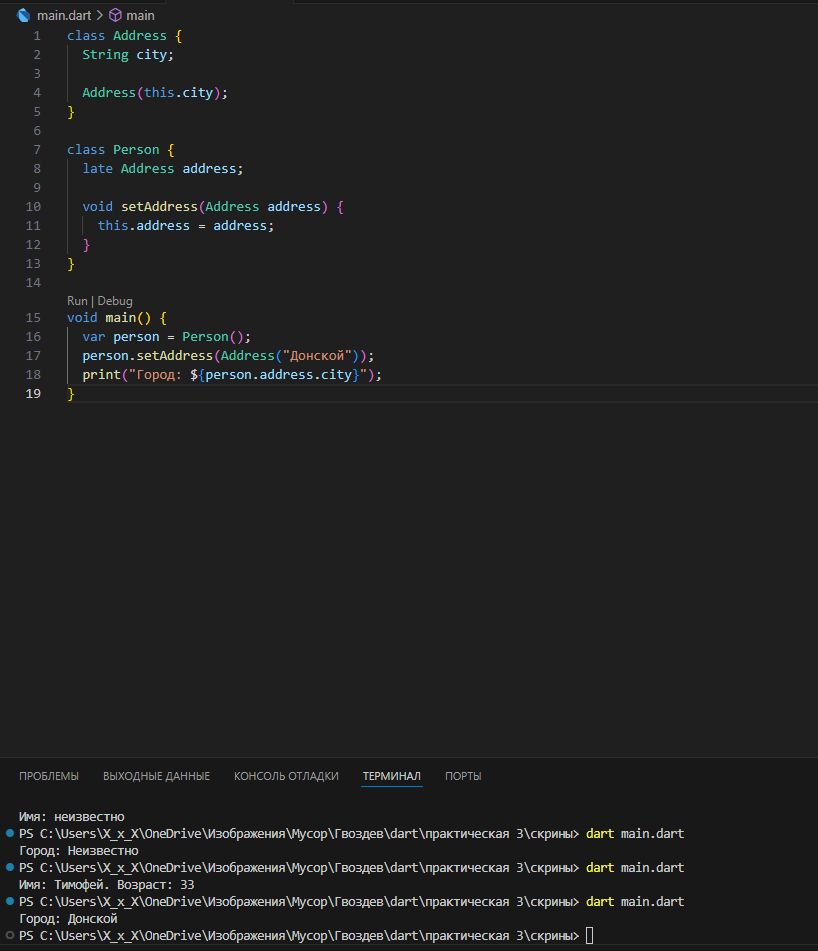 main.dart > main
1 class Address {
2 String city;
3
4 Address(this.city);
5 }
6
7 class Person {
8 late Address address;
9
10 void setAddress(Address address) {
11 this.address = address;
12 }
13 }
14
Run | Debug
15 void main() {
16 var person = Person();
17 person.setAddress(Address("Донской"));
18 print("Город: ${person.address.city}");
19 }
ПРОБЛЕМЫ ВЫХОДНЫЕ ДАННЫЕ КОНСОЛЬ ОТЛАДКИ ТЕРМИНАЛ ПОРТЫ
Имя: неизвестно
PS C:\Users\X_x_X\OneDrive\Изображения\Мусор\Гвоздев\dart\практическая 3\скрины> dart main.dart
Город: Неизвестно
PS C:\Users\X_x_X\OneDrive\Изображения\Мусор\Гвоздев\dart\практическая 3\скрины> dart main.dart
Имя: Тимофей. Возраст: 33
PS C:\Users\X_x_X\OneDrive\Изображения\Мусор\Гвоздев\dart\практическая 3\скрины> dart main.dart
Город: Донской
PS C:\Users\X_x_X\OneDrive\Изображения\Мусор\Гвоздев\dart\практическая 3\скрины>